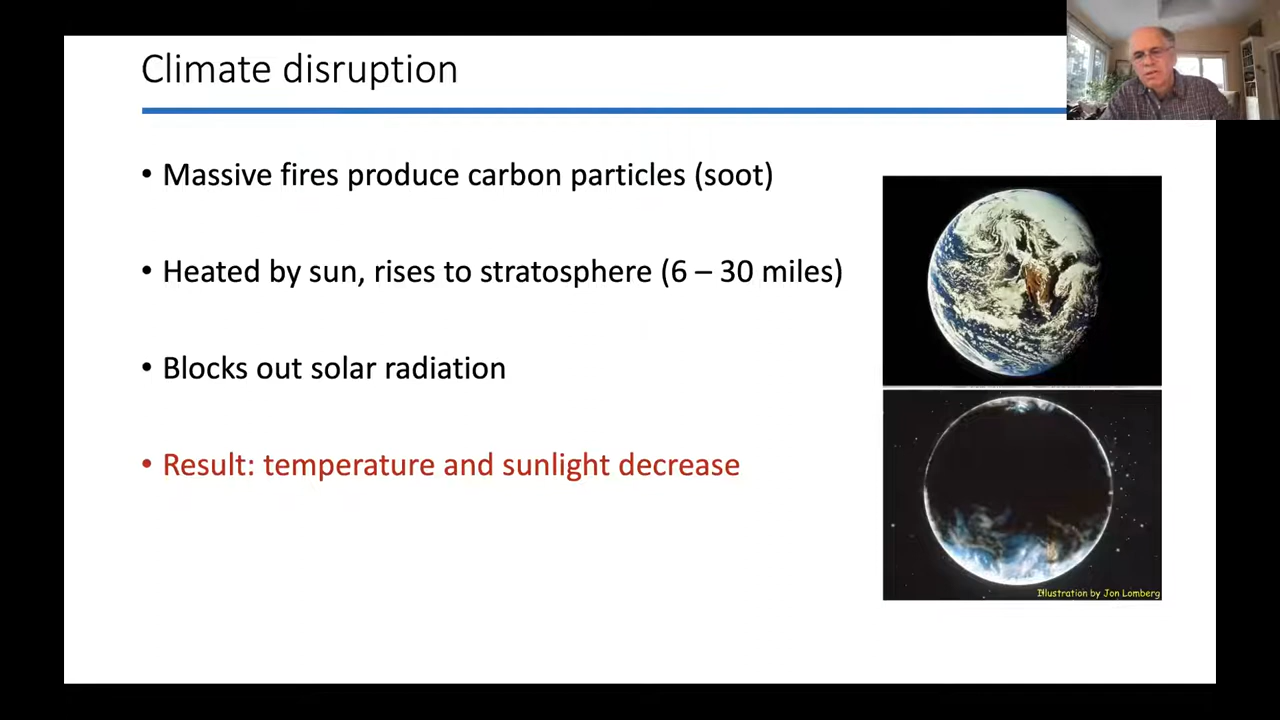 Climate disruption
• Massive fires produce carbon particles (soot)
• Heated by sun, rises to stratosphere (6 – 30 miles)
• Blocks out solar radiation
• Result: temperature and sunlight decrease
Illustration by Jon Lomberg